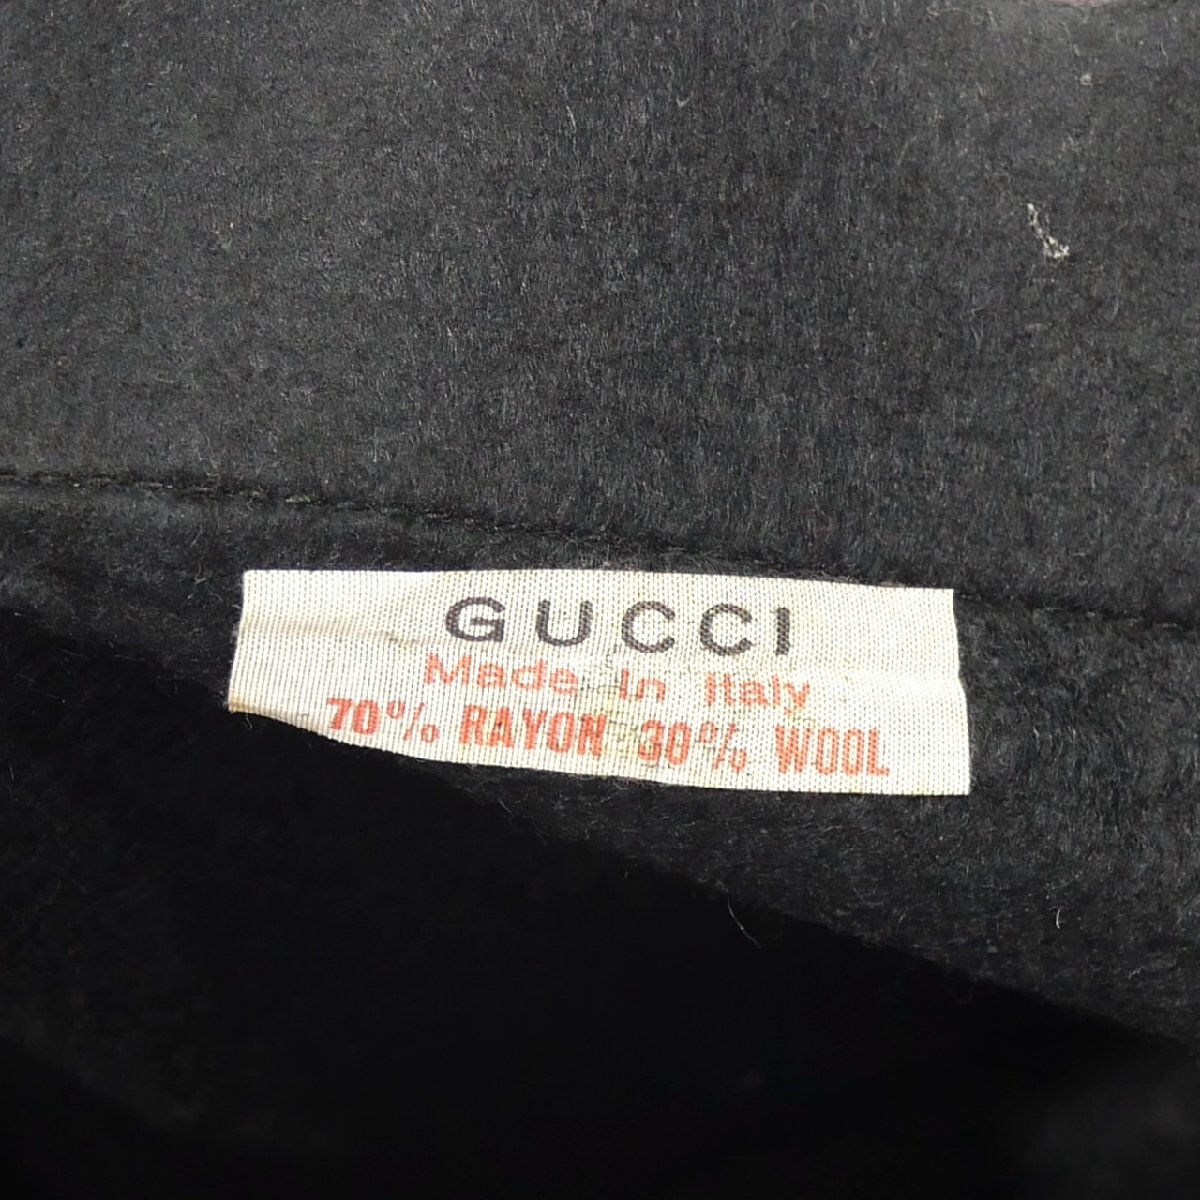 GUCCI
Made In Italy
70% RAYON 30% WOOL